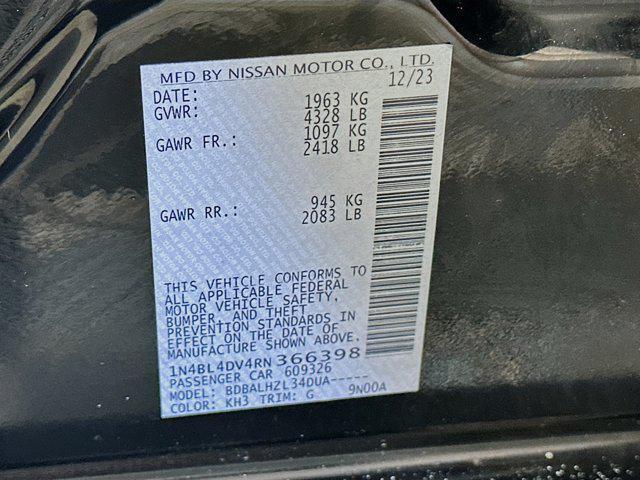 MFD BY NISSAN MOTOR CO., LTD.
DATE: 12/23
GVWR: 1963 KG
4328 LB
GAWR FR.: 1097 KG
2418 LB
GAWR RR.: 945 KG
2083 LB
THIS VEHICLE CONFORMS TO
ALL APPLICABLE FEDERAL
MOTOR VEHICLE SAFETY,
BUMPER, AND THEFT
PREVENTION STANDARDS IN
EFFECT ON THE DATE OF
MANUFACTURE SHOWN ABOVE.
1N4BL4DV4RN366398
PASSENGER CAR 609326
MODEL: BDBALHZL34DUA-----
COLOR: KH3 TRIM: G 9N00A